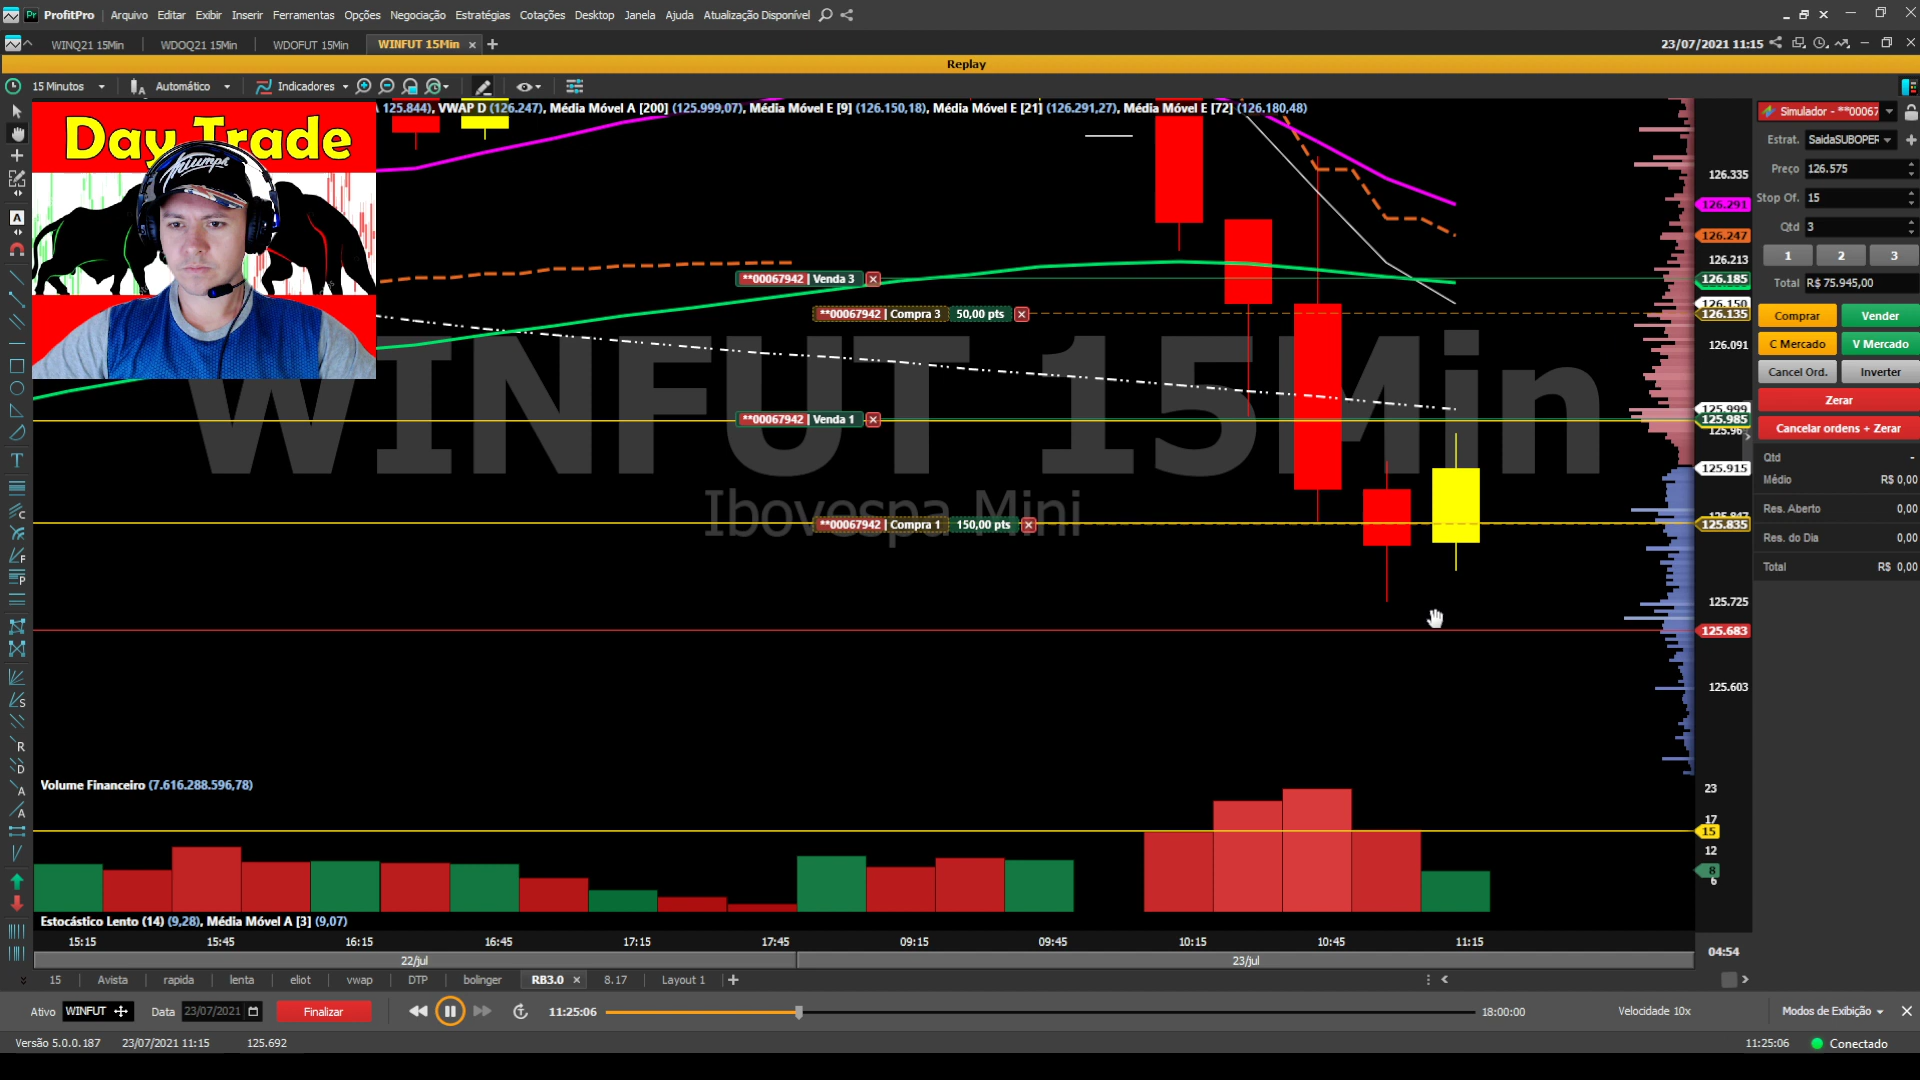 ProfitPro Arquivo Editar Exibir Inserir Ferramentas Opções Negociação Estratégias Cotações Desktop Janela Ajuda Atualização Disponível
WINQ21 15Min WDOQ21 15Min WDOFUT 15Min WINFUT 15Min 23/07/2021 11:15
Replay
15 Minutos Automático Indicadores
A 125.844), VWAP D (126.247), Média Móvel A [200] (125.999,07), Média Móvel E [9] (126.150,18), Média Móvel E [21] (126.291,27), Média Móvel E [72] (126.180,48)
Day Trade
Triumph
WINFUT 15Min
Ibovespa Mini
**00067942 | Venda 3
**00067942 | Compra 3 50,00 pts
**00067942 | Venda 1
**00067942 | Compra 1 150,00 pts
126.335
126.291
126.247
126.213
126.185
126.150
126.135
126.091
125.999
125.985
125.96
125.915
125.847
125.835
125.725
125.683
125.603
Simulador - **00067
Estrat. SaidaSUBOPER
Preço 126.575
Stop Of. 15
Qtd 3
1 2 3
Total R$ 75.945,00
Comprar Vender
C Mercado V Mercado
Cancel Ord. Inverter
Zerar
Cancelar ordens + Zerar
Qtd -
Médio R$ 0,00
Res. Aberto 0,00
Res. do Dia 0,00
Total R$ 0,00
Volume Financeiro (7.616.288.596,78)
23
17
15
12
8
6
Estocástico Lento (14) (9,28), Média Móvel A [3] (9,07)
15:15 15:45 16:15 16:45 17:15 17:45 09:15 09:45 10:15 10:45 11:15
04:54
22/jul 23/jul
15 Avista rapida lenta eliot vwap DTP bolinger RB3.0 8.17 Layout 1
Ativo WINFUT Data 23/07/2021 Finalizar 11:25:06 18:00:00 Velocidade 10x Modos de Exibição
Versão 5.0.0.187 23/07/2021 11:15 125.692 11:25:06 Conectado